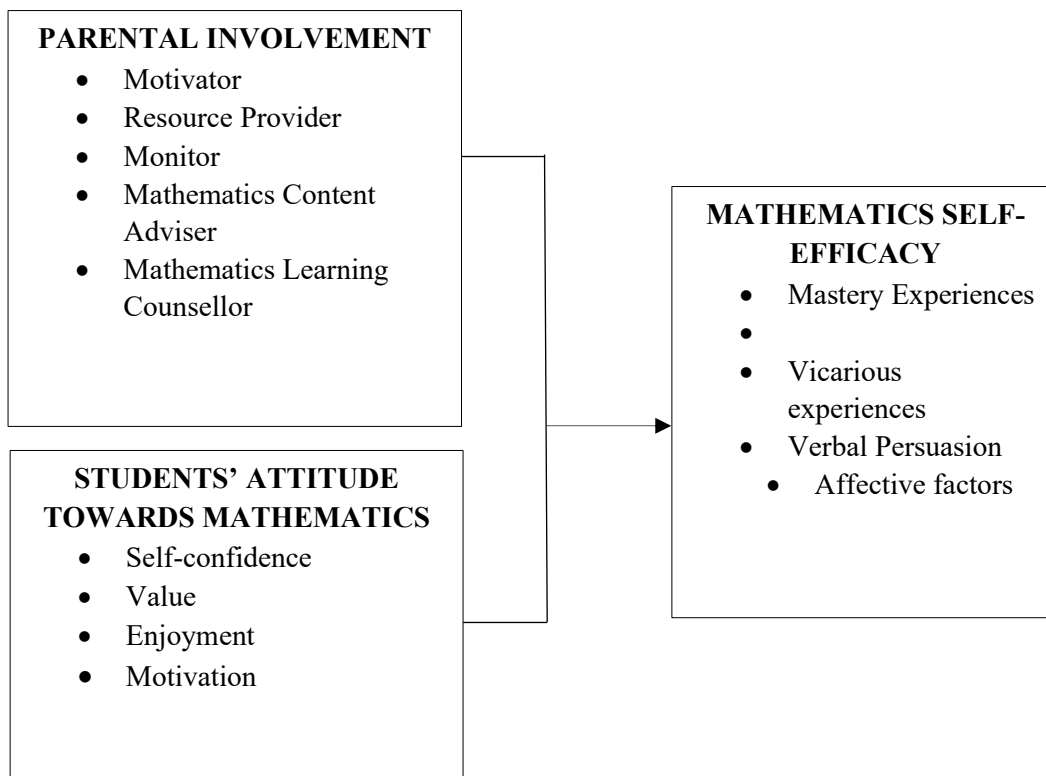 PARENTAL INVOLVEMENT
• Motivator
• Resource Provider
• Monitor
• Mathematics Content
Adviser
• Mathematics Learning
Counsellor
STUDENTS’ ATTITUDE
TOWARDS MATHEMATICS
• Self-confidence
• Value
• Enjoyment
• Motivation
MATHEMATICS SELF-
EFFICACY
• Mastery Experiences
•
• Vicarious
experiences
• Verbal Persuasion
• Affective factors